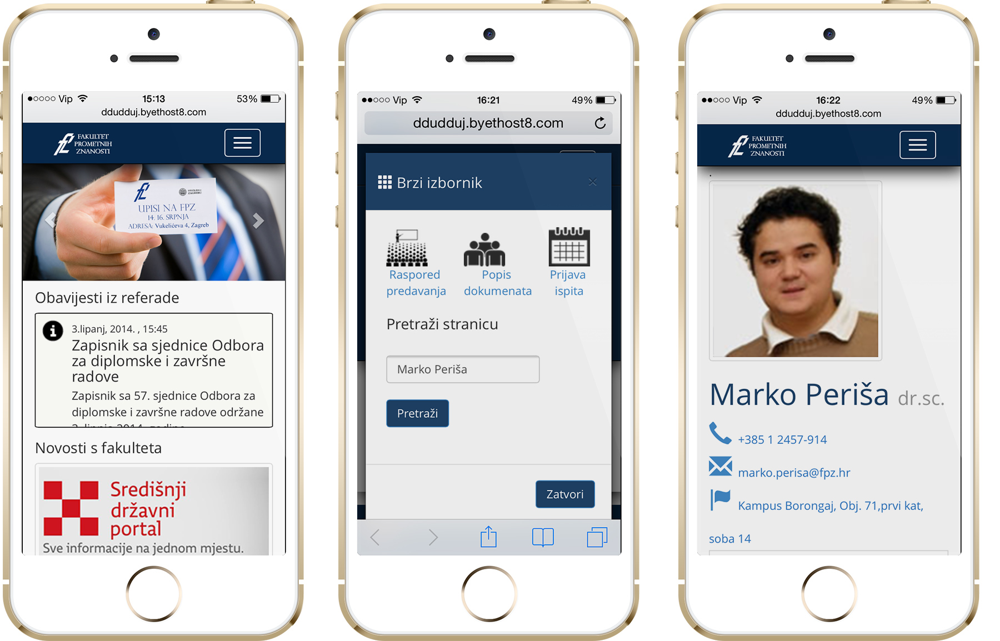 Vip
15:13
53%
ddudduj.byethost8.com
FAKULTET
PROMETNIH
ZNANOSTI
UPISI NA FPZ
14. 16. SRPNJA
ADRESA: Vukelićeva 4, Zagreb
Obavijesti iz referade
3.lipanj, 2014. , 15:45
Zapisnik sa sjednice Odbora
za diplomske i završne
radove
Zapisnik sa 57. sjednice Odbora za
diplomske i završne radove održane
Novosti s fakulteta
Središnji
državni
portal
Sve informacije na jednom mjestu.
Vip
16:21
49%
ddudduj.byethost8.com
Brzi izbornik
Raspored
predavanja
Popis
dokumenata
Prijava
ispita
Pretraži stranicu
Marko Periša
Pretraži
Zatvori
Vip
16:22
49%
ddudduj.byethost8.com
FAKULTET
PROMETNIH
ZNANOSTI
Marko Periša dr.sc.
+385 1 2457-914
marko.perisa@fpz.hr
Kampus Borongaj, Obj. 71,prvi kat,
soba 14